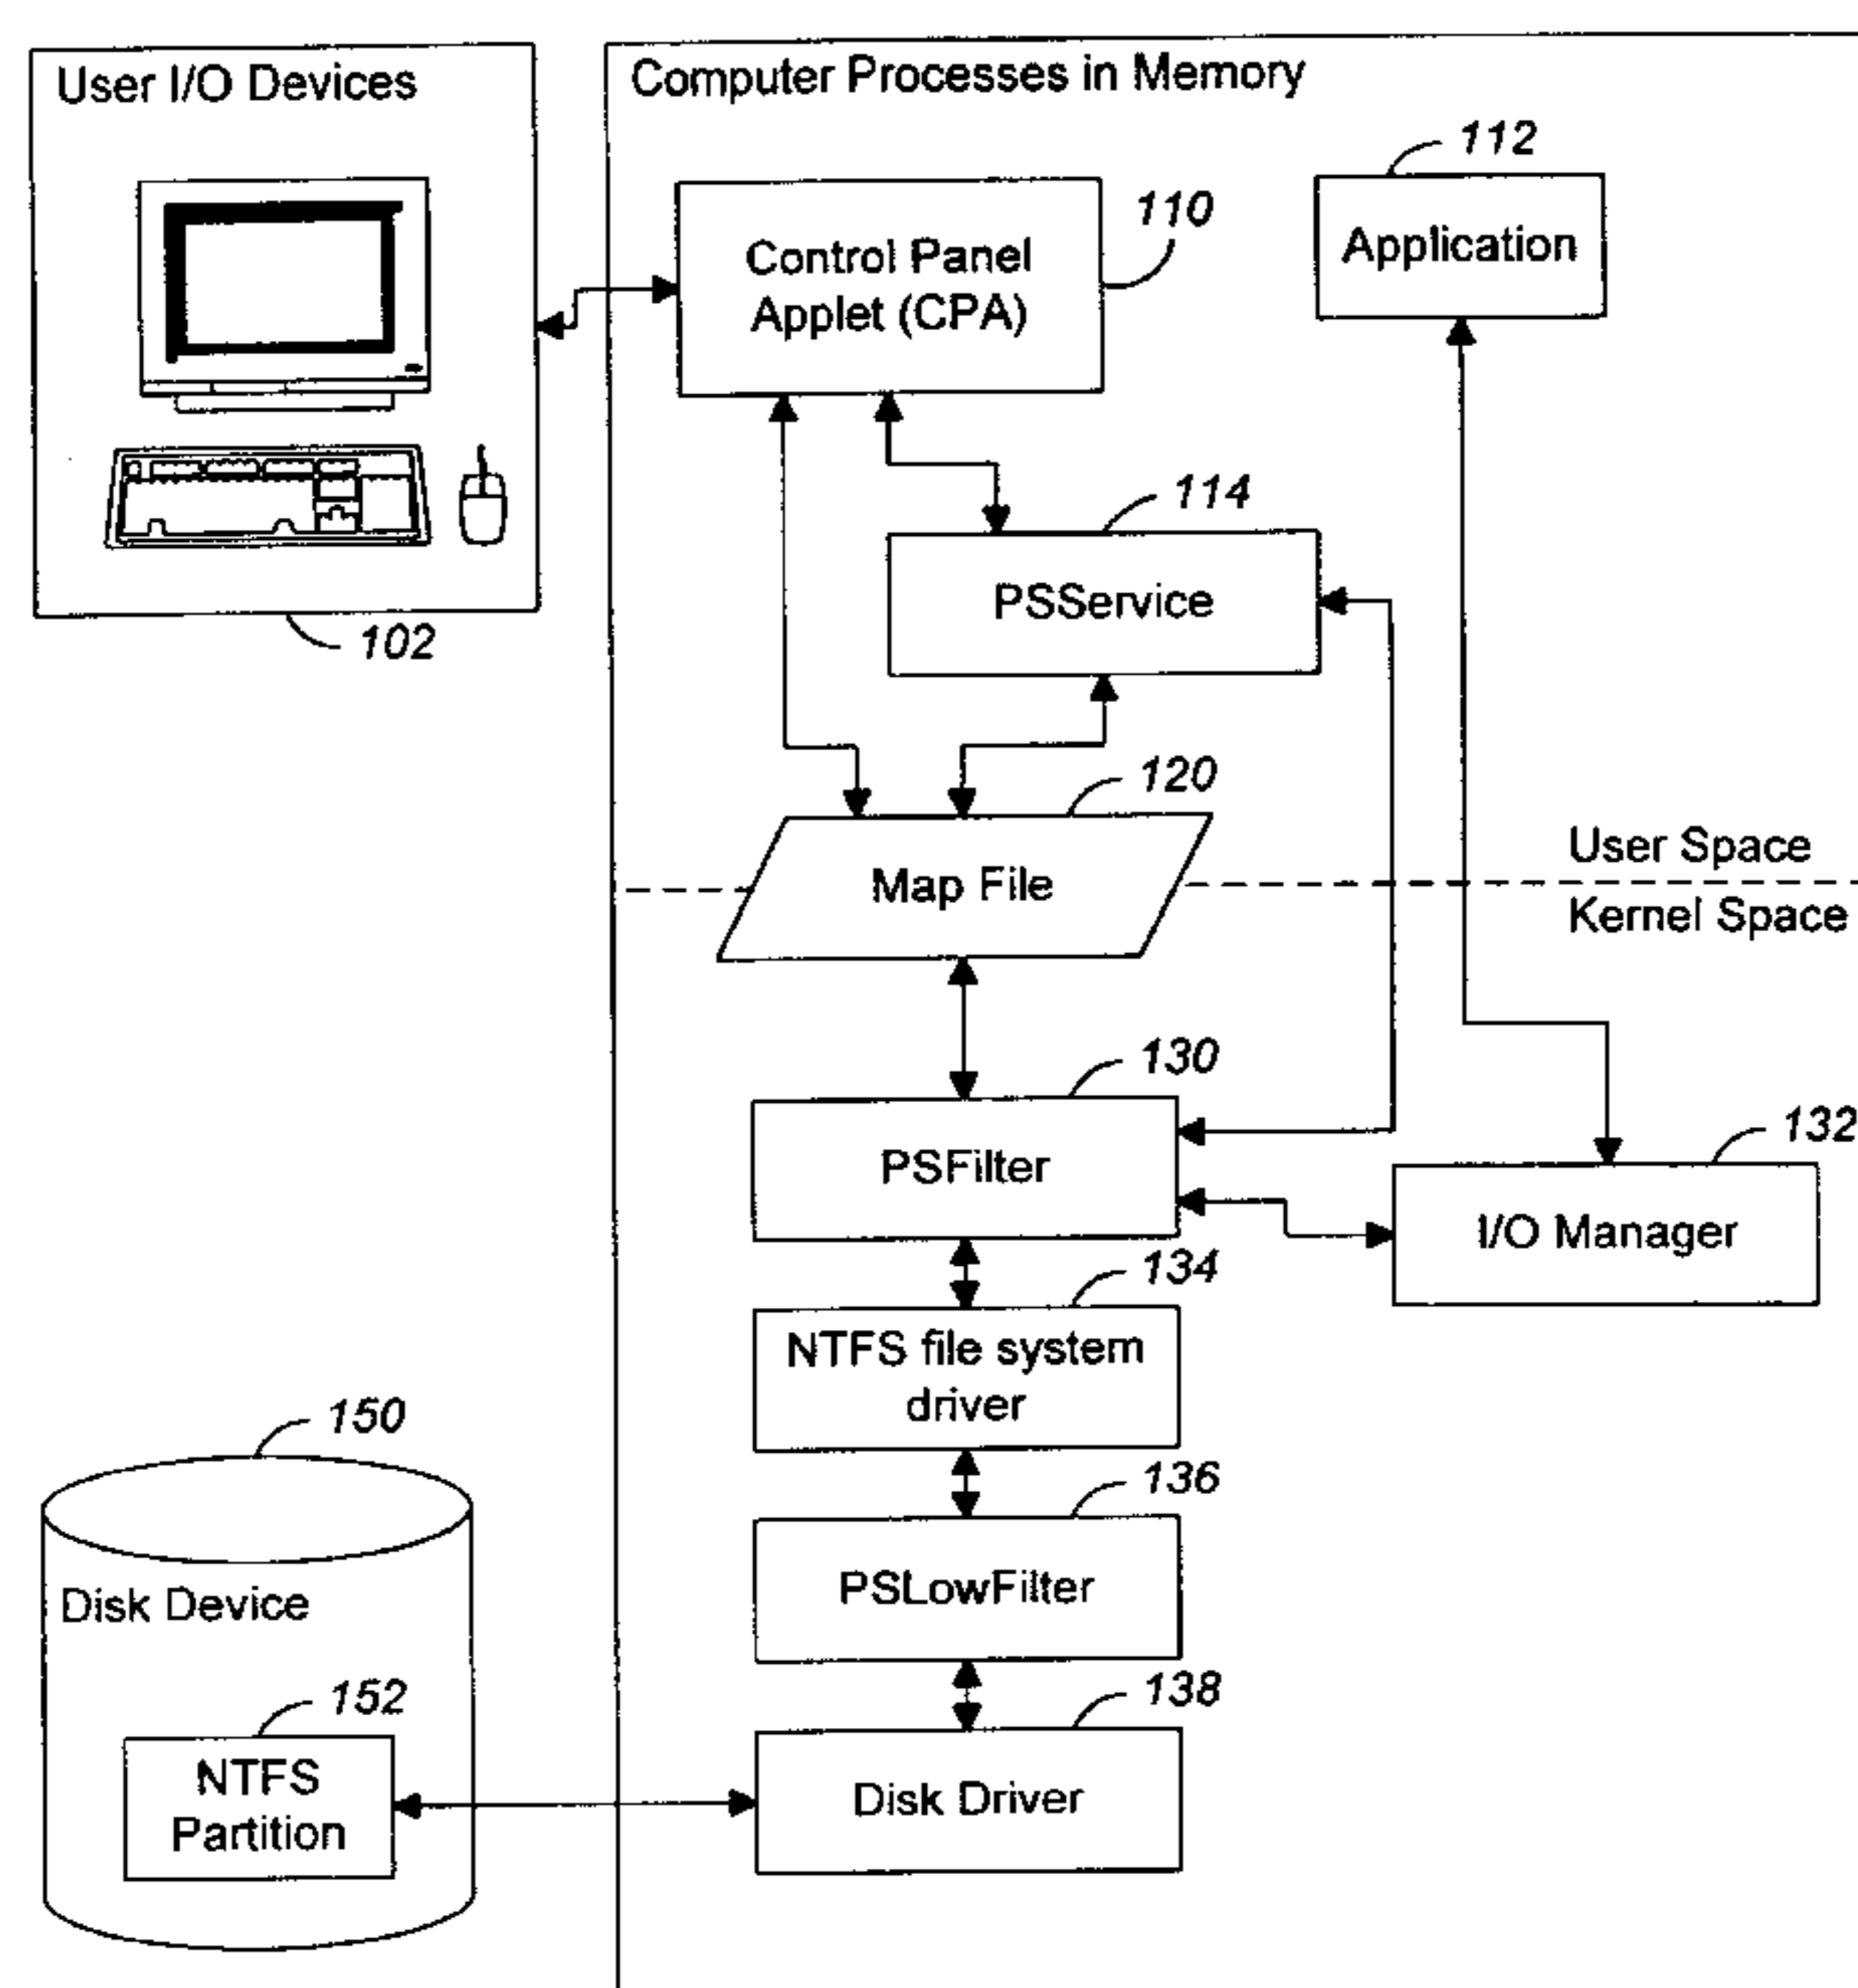 User I/O Devices
Computer Processes in Memory
112
110
Control Panel
Applet (CPA)
Application
114
PSService
102
120
Map File
User Space
Kernel Space
130
PSFilter
132
I/O Manager
134
NTFS file system
driver
150
136
Disk Device
PSLowFilter
152
138
NTFS
Partition
Disk Driver